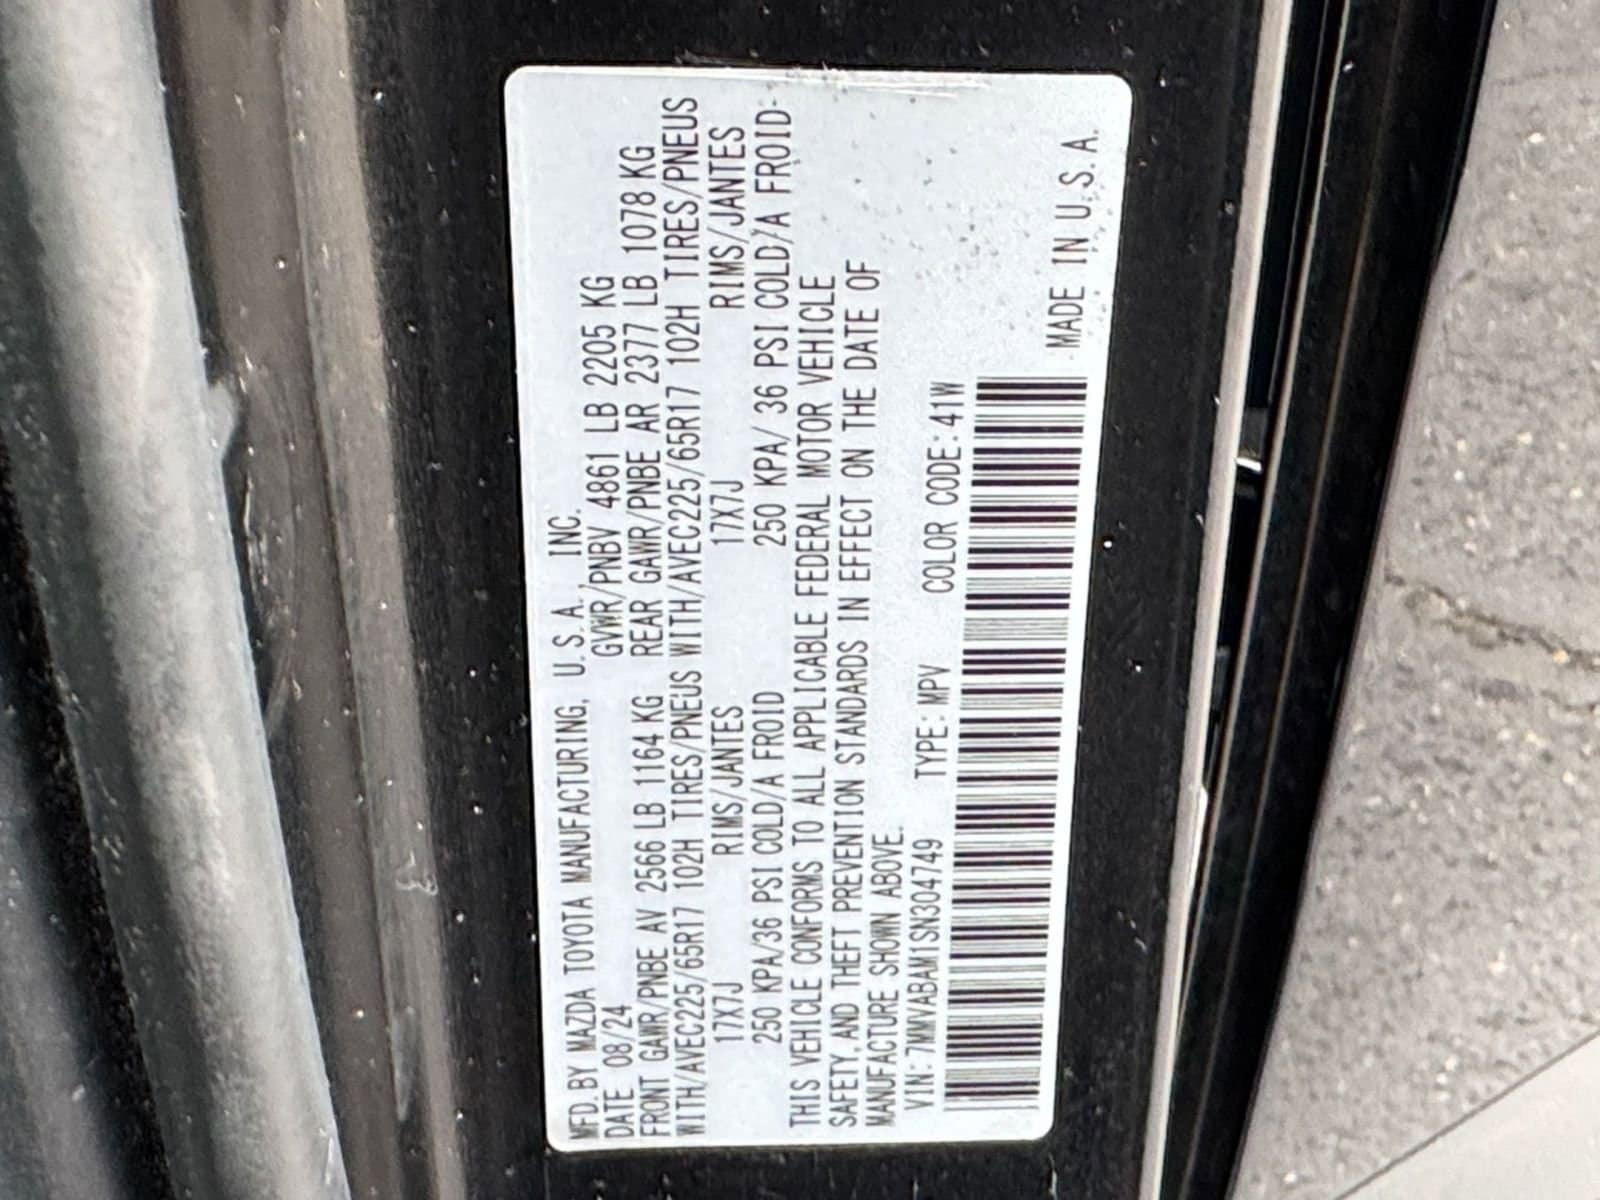 MFD. BY MAZDA TOYOTA MANUFACTURING, U.S.A., INC.
DATE 08/24 GVWR/PNBV 4861 LB 2205 KG
FRONT GAWR/PNBE AV 2566 LB 1164 KG REAR GAWR/PNBE AR 2377 LB 1078 KG
WITH/AVEC225/65R17 102H TIRES/PNEUS WITH/AVEC225/65R17 102H TIRES/PNEUS
17X7J RIMS/JANTES 17X7J RIMS/JANTES
250 KPA/36 PSI COLD/A FROID 250 KPA/ 36 PSI COLD/A FROID
THIS VEHICLE CONFORMS TO ALL APPLICABLE FEDERAL MOTOR VEHICLE
SAFETY, AND THEFT PREVENTION STANDARDS IN EFFECT ON THE DATE OF
MANUFACTURE SHOWN ABOVE.
VIN: 7MMVABAM1SN304749 TYPE: MPV COLOR CODE: 41W
MADE IN U.S.A.